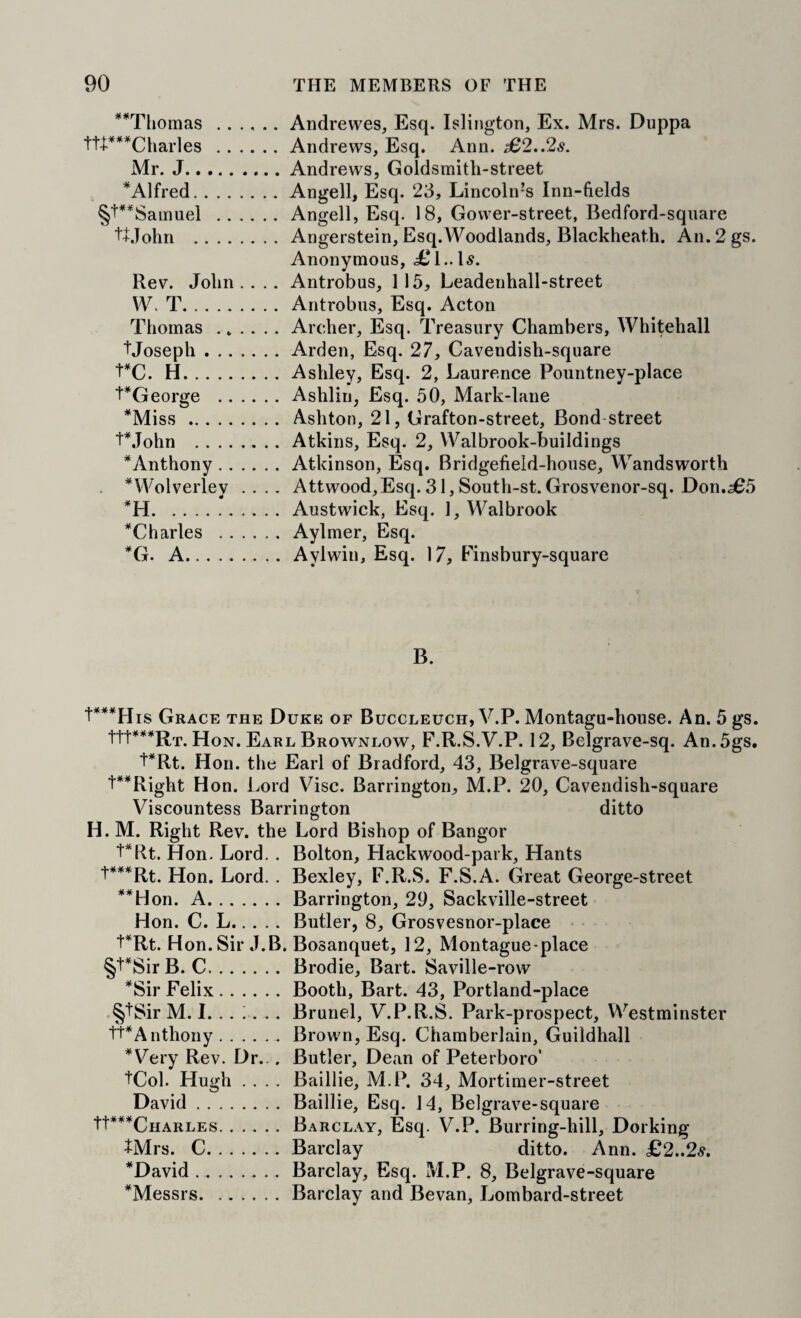 90 THE MEMBERS OF THE
**Thomas ...... Andrewes, Esq. Islington, Ex. Mrs. Duppa
††‡***Charles ...... Andrews, Esq. Ann. £2..2s.
Mr. J.......... Andrews, Goldsmith-street
*Alfred........ Angell, Esq. 23, Lincoln's Inn-fields
§†**Samuel ...... Angell, Esq. 18, Gower-street, Bedford-square
†‡John ........ Angerstein, Esq. Woodlands, Blackheath. An. 2 gs.
Anonymous, £1..1s.
Rev. John .... Antrobus, 115, Leadenhall-street
W. T......... Antrobus, Esq. Acton
Thomas ...... Archer, Esq. Treasury Chambers, Whitehall
†Joseph ....... Arden, Esq. 27, Cavendish-square
†*C. H......... Ashley, Esq. 2, Laurence Pountney-place
†*George ...... Ashlin, Esq. 50, Mark-lane
*Miss ......... Ashton, 21, Grafton-street, Bond-street
†*John ........ Atkins, Esq. 2, Walbrook-buildings
*Anthony ...... Atkinson, Esq. Bridgefield-house, Wandsworth
*Wolverley .... Attwood, Esq. 31, South-st. Grosvenor-sq. Don. £5
*H. .......... Austwick, Esq. 1, Walbrook
*Charles ...... Aylmer, Esq.
*G. A......... Aylwin, Esq. 17, Finsbury-square
B.
†***His Grace the Duke of Buccleuch, V.P. Montagu-house. An. 5 gs.
†††***Rt. Hon. Earl Brownlow, F.R.S. V.P. 12, Belgrave-sq. An. 5gs.
†*Rt. Hon. the Earl of Bradford, 43, Belgrave-square
†**Right Hon. Lord Visc. Barrington, M.P. 20, Cavendish-square
Viscountess Barrington ditto
H. M. Right Rev. the Lord Bishop of Bangor
†*Rt. Hon. Lord. . Bolton, Hackwood-park, Hants
†***Rt. Hon. Lord. . Bexley, F.R.S. F.S.A. Great George-street
**Hon. A....... Barrington, 29, Sackville-street
Hon. C. L..... Butler, 8, Grosvesnor-place
†*Rt. Hon. Sir J.B. Bosanquet, 12, Montague-place
§†*Sir B. C....... Brodie, Bart. Saville-row
*Sir Felix ...... Booth, Bart. 43, Portland-place
§†Sir M. I....... Brunel, V.P.R.S. Park-prospect, Westminster
††*Anthony ...... Brown, Esq. Chamberlain, Guildhall
*Very Rev. Dr. . . Butler, Dean of Peterboro'
†Col. Hugh .... Baillie, M.P. 34, Mortimer-street
David ........ Baillie, Esq. 14, Belgrave-square
††***Charles...... Barclay, Esq. V.P. Burring-hill, Dorking
‡Mrs. C....... Barclay ditto. Ann. £2..2s.
*David ........ Barclay, Esq. M.P. 8, Belgrave-square
*Messrs. ...... Barclay and Bevan, Lombard-street